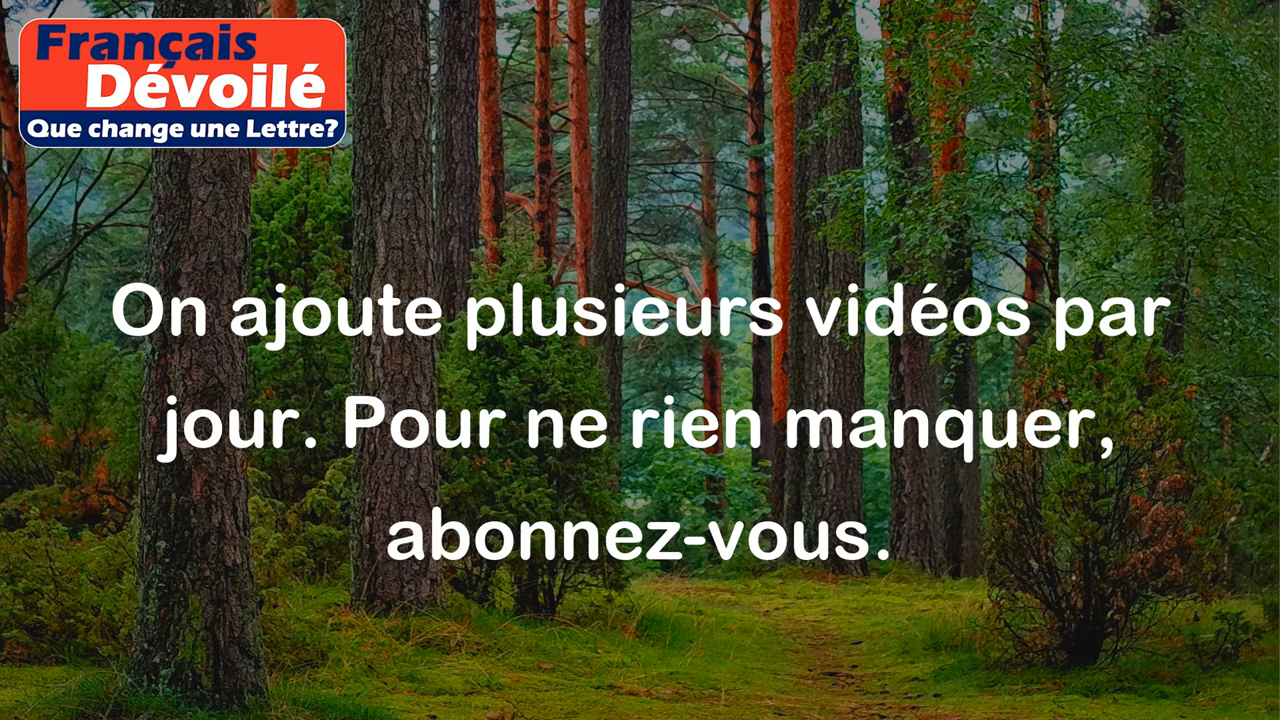 Français
Dévoilé
Que change une Lettre?
On ajoute plusieurs vidéos par
jour. Pour ne rien manquer,
abonnez-vous.